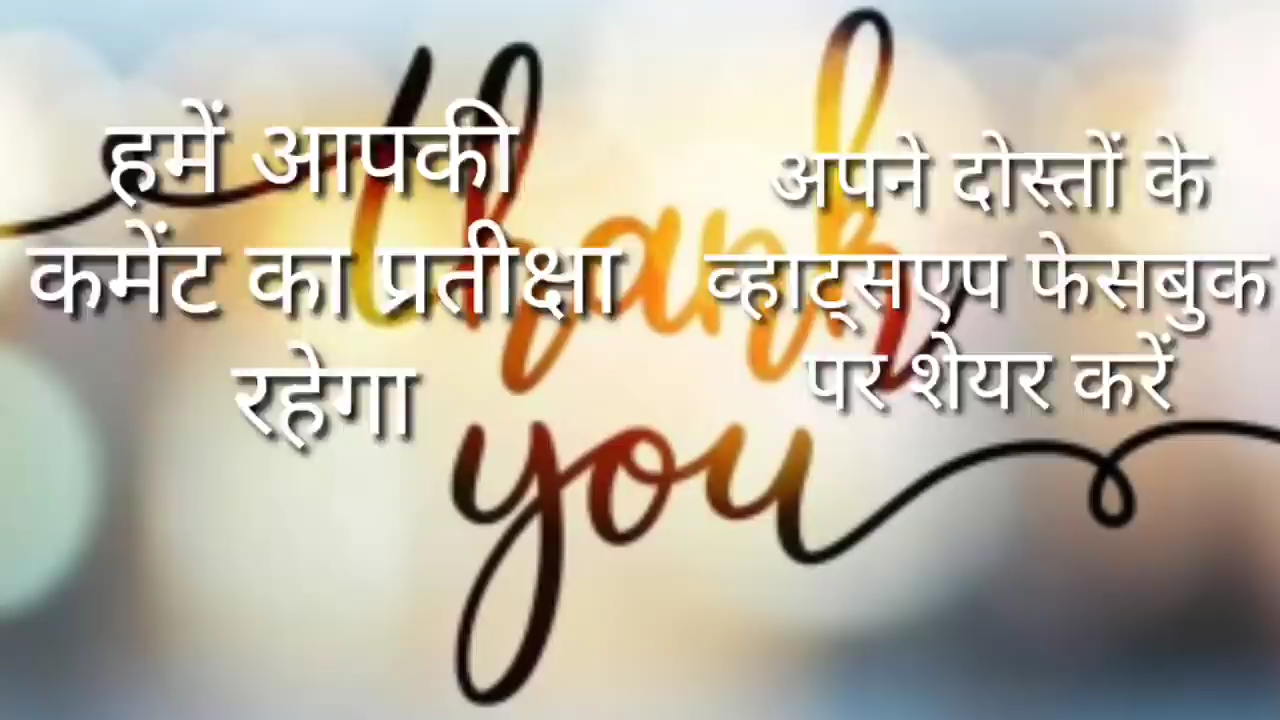 हमें आपकी
कमेंट का प्रतीक्षा
रहेगा
अपने दोस्तों के
व्हाट्सएप फेसबुक
पर शेयर करें
thank
you